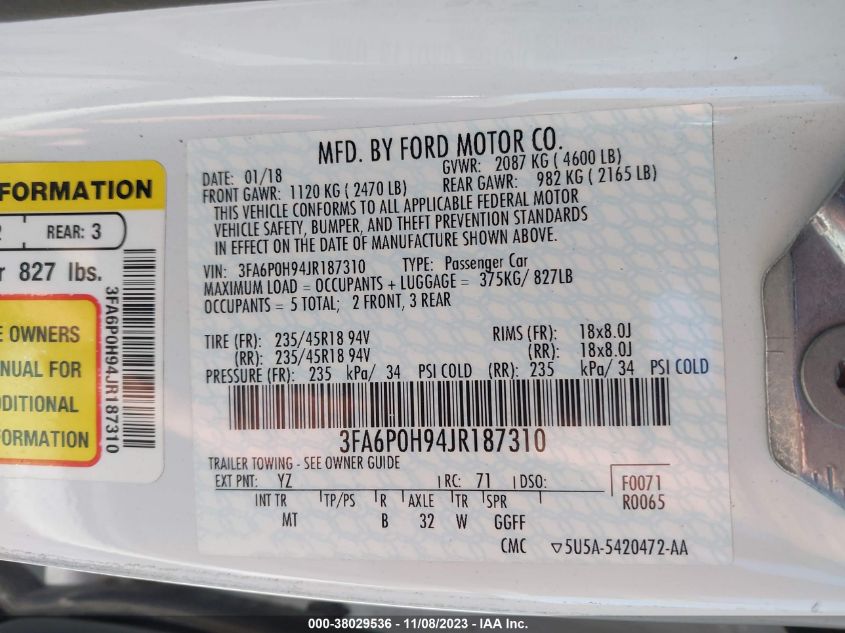 FORMATION
REAR: 3
827 lbs.
OWNERS
FOR
3FA6P0H94JR187310
MFD. BY FORD MOTOR CO.
DATE: 01/18 GVWR: 2087 KG ( 4600 LB)
FRONT GAWR: 1120 KG ( 2470 LB) REAR GAWR: 982 KG ( 2165 LB)
THIS VEHICLE CONFORMS TO ALL APPLICABLE FEDERAL MOTOR
VEHICLE SAFETY, BUMPER, AND THEFT PREVENTION STANDARDS
IN EFFECT ON THE DATE OF MANUFACTURE SHOWN ABOVE.
VIN: 3FA6P0H94JR187310 TYPE: Passenger Car
MAXIMUM LOAD = OCCUPANTS + LUGGAGE = 375KG/ 827LB
OCCUPANTS = 5 TOTAL; 2 FRONT, 3 REAR
TIRE (FR): 235/45R18 94V RIMS (FR): 18x8.0J
(RR): 235/45R18 94V (RR): 18x8.0J
PRESSURE (FR): 235 kPa/ 34 PSI COLD (RR): 235 kPa/ 34 PSI COLD
3FA6P0H94JR187310
TRAILER TOWING - SEE OWNER GUIDE
EXT PNT: YZ RC: 71 DSO: F0071
INT TR TP/PS R AXLE TR SPR R0065
MT B 32 W GGFF
CMC ▽5U5A-5420472-AA
000-38029536 - 11/08/2023 - IAA Inc.